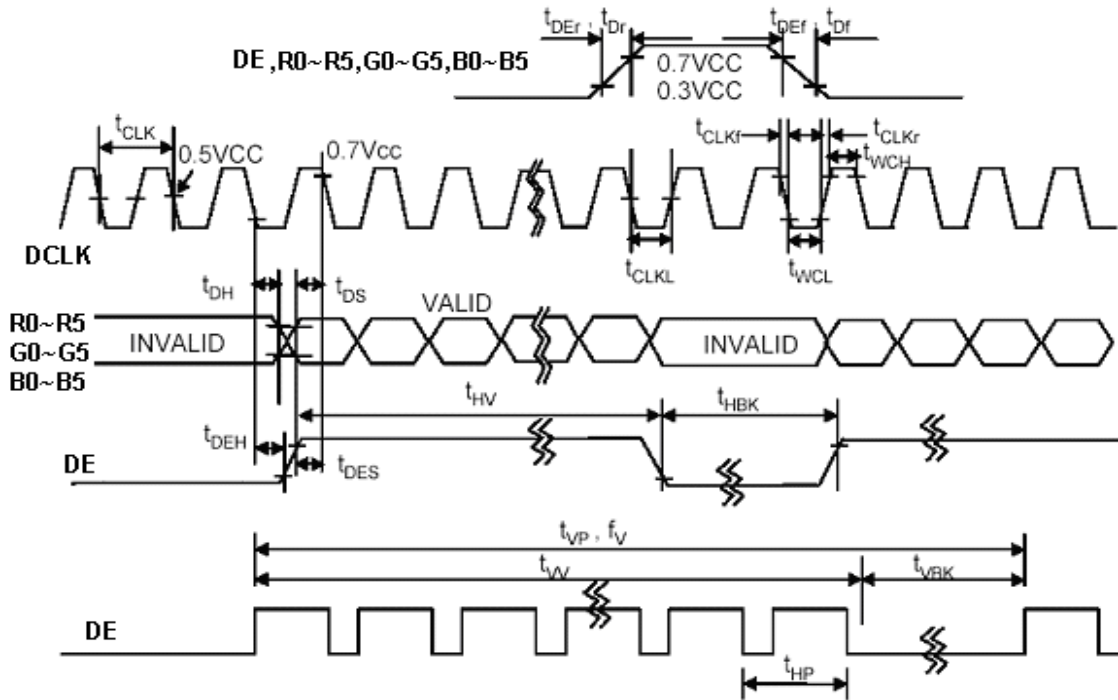 tDEr , tDr
tDEf , tDf
DE ,R0~R5,G0~G5,B0~B5
0.7VCC
0.3VCC
tCLK
0.5VCC
0.7Vcc
tCLKf
tCLKr
tWCH
DCLK
tCLKL
tWCL
tDH
tDS
VALID
R0~R5
G0~G5
B0~B5
INVALID
INVALID
tHV
tHBK
tDEH
DE
tDES
tVP , fV
tVV
tVBK
DE
tHP